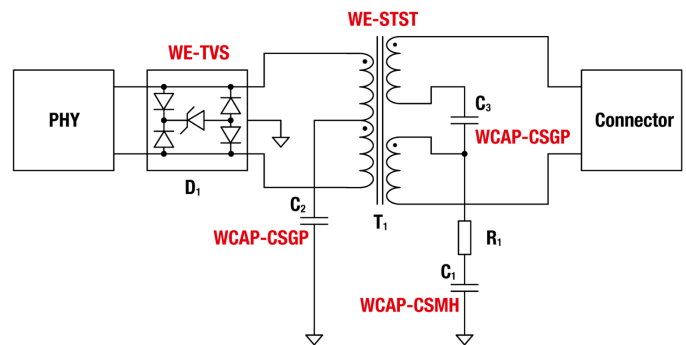 WE-STST
WE-TVS
PHY
C3
WCAP-CSGP
Connector
D1
C2
WCAP-CSGP
T1
R1
C1
WCAP-CSMH